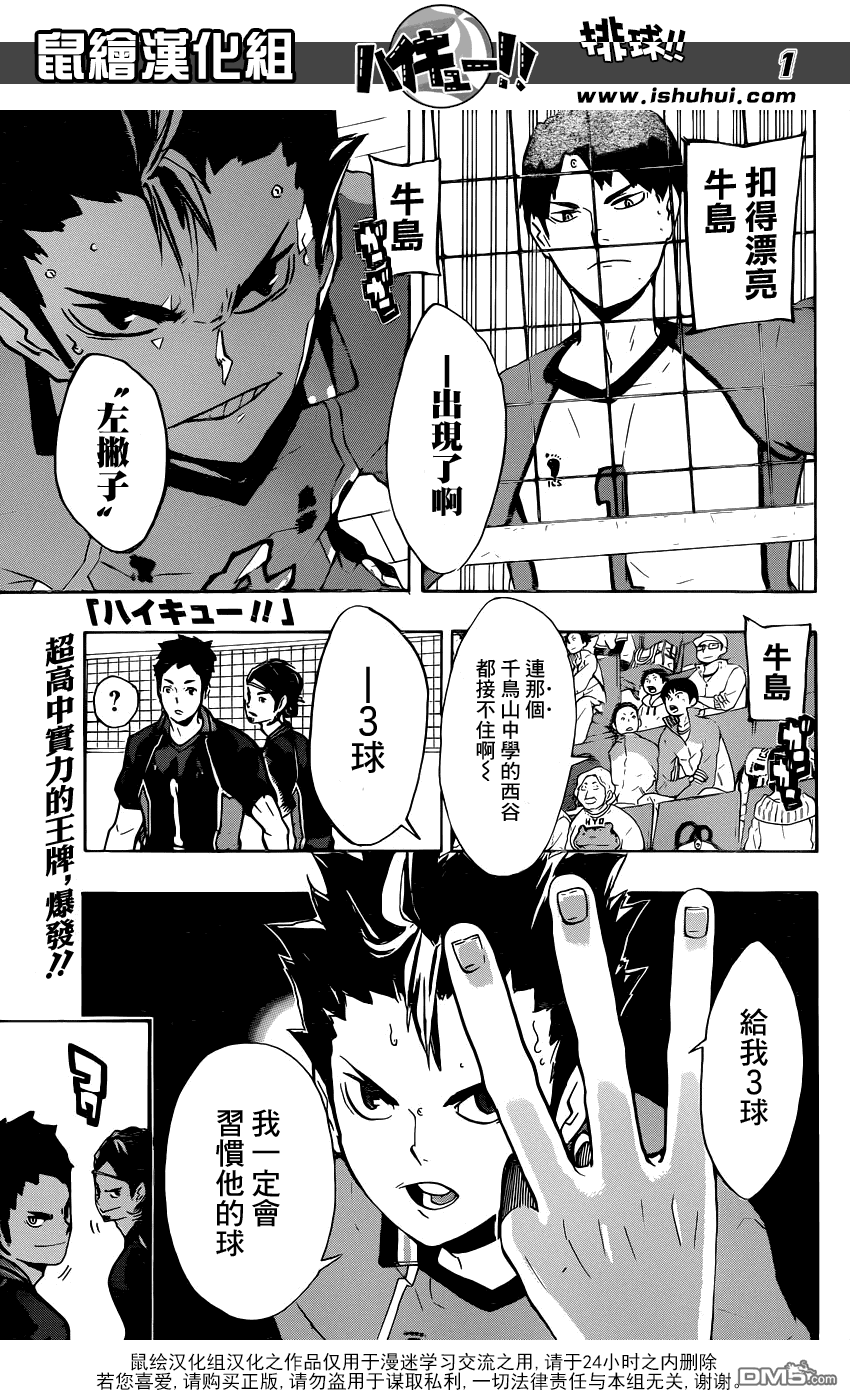 鼠繪漢化組
ハイキュー!!
排球!!
1
www.ishuhui.com
扣得漂亮
牛島
牛島
ICS
1
—出現了啊
〝左撇子〞
「ハイキュー!!」
超高中實力的王牌,爆發!!
牛島
HYO
連那個
千鳥山中學的西谷
都接不住啊~
—3球
?
給我3球
我一定會
習慣他的球
コク
鼠绘汉化组汉化之作品仅用于漫迷学习交流之用,请于24小时之内删除
若您喜爱,请购买正版,请勿盗用于谋取私利,一切法律责任与本组无关,谢谢。
DM5.com